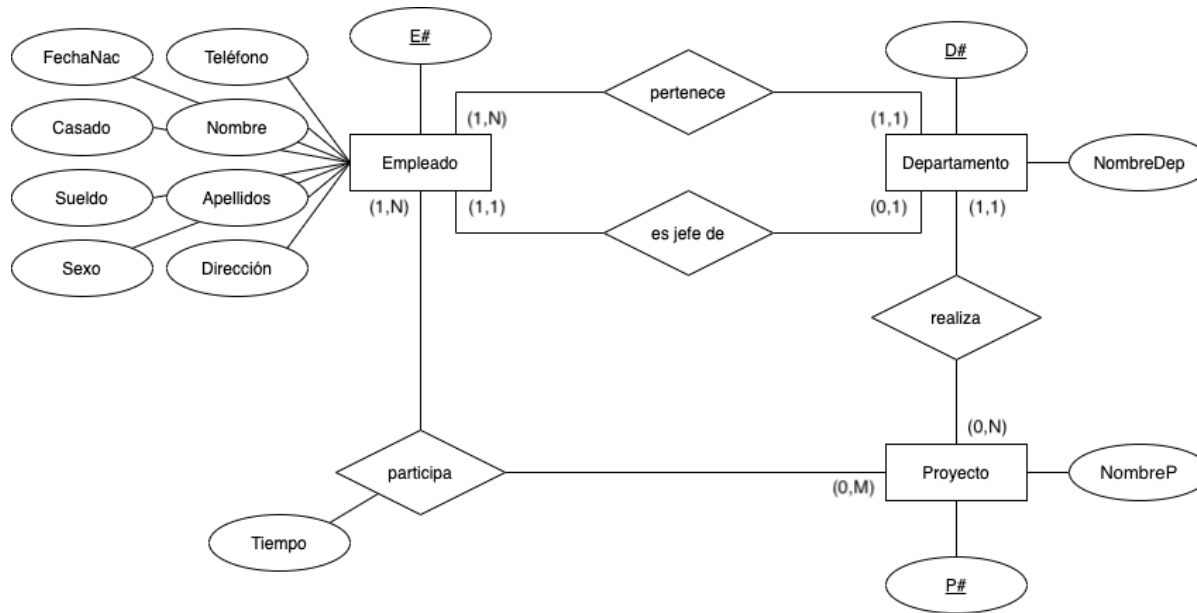 E#
FechaNac
Teléfono
D#
pertenece
Casado
Nombre
(1,N)
(1,1)
Empleado
Departamento
NombreDep
Sueldo
Apellidos
(1,N)
(1,1)
(0,1)
(1,1)
es jefe de
Sexo
Dirección
realiza
(0,N)
participa
Proyecto
NombreP
(0,M)
Tiempo
P#